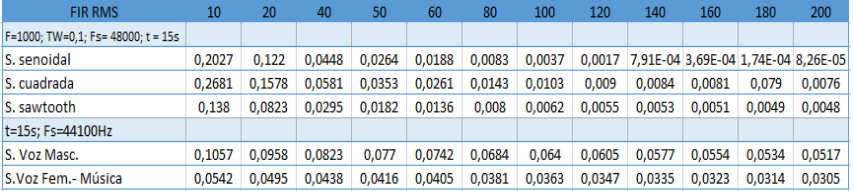 FIR RMS 10 20 40 50 60 80 100 120 140 160 180 200
F=1000; TW=0,1; Fs= 48000; t = 15s
S. senoidal 0,2027 0,122 0,0448 0,0264 0,0188 0,0083 0,0037 0,0017 7,91E-04 3,69E-04 1,74E-04 8,26E-05
S. cuadrada 0,2681 0,1578 0,0581 0,0353 0,0261 0,0143 0,0103 0,009 0,0084 0,0081 0,079 0,0076
S. sawtooth 0,138 0,0823 0,0295 0,0182 0,0136 0,008 0,0062 0,0055 0,0053 0,0051 0,0049 0,0048
t=15s; Fs=44100Hz
S. Voz Masc. 0,1057 0,0958 0,0823 0,077 0,0742 0,0684 0,064 0,0605 0,0577 0,0554 0,0534 0,0517
S.Voz Fem.- Música 0,0542 0,0495 0,0438 0,0416 0,0405 0,0381 0,0363 0,0347 0,0335 0,0323 0,0314 0,0305